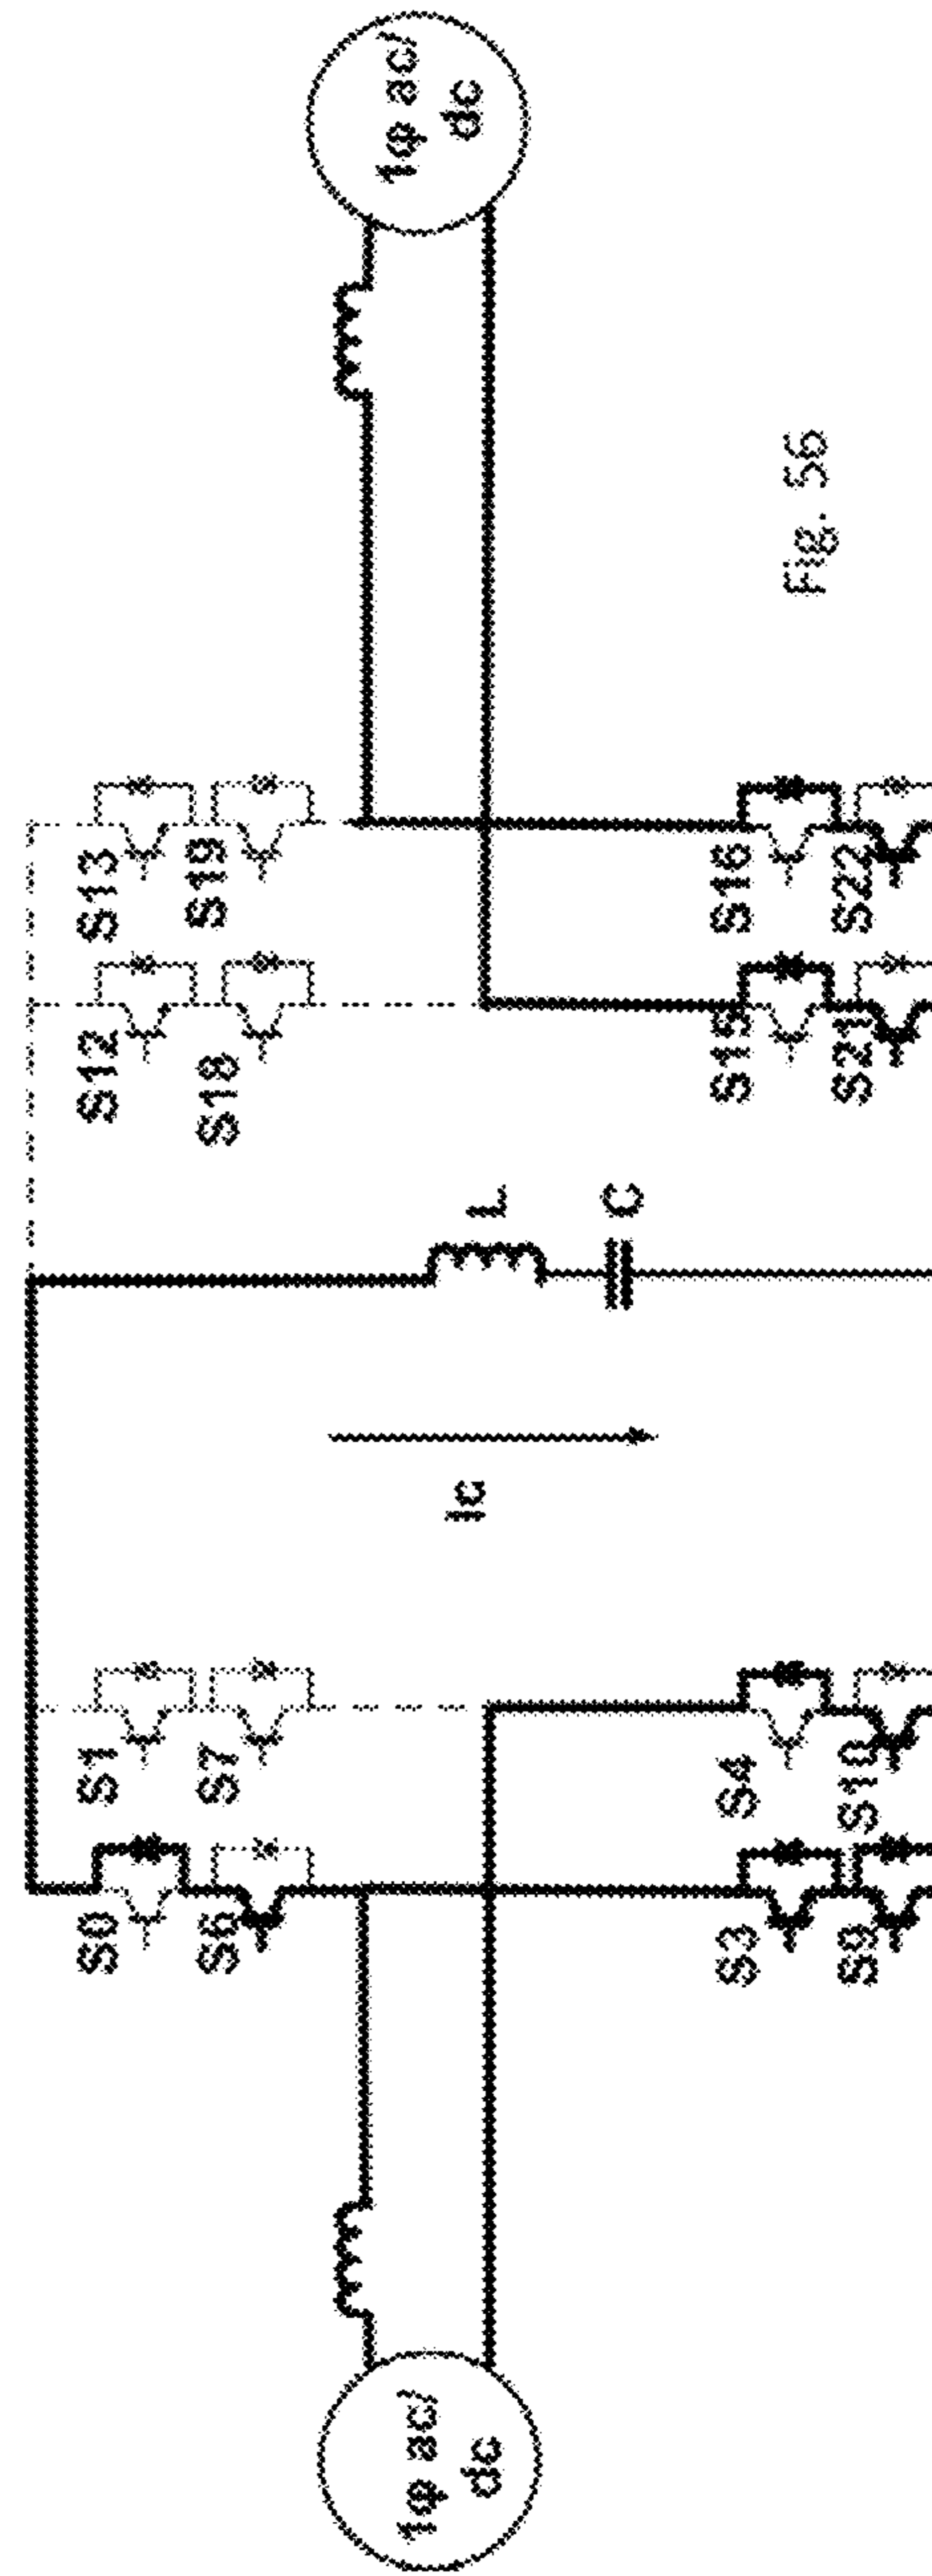 1φ ac/
dc
S0
S6
S1
S7
S3
S9
S4
S10
ic
L
C
S12
S18
S13
S19
S15
S21
S16
S22
1φ ac/
dc
Fig. 56